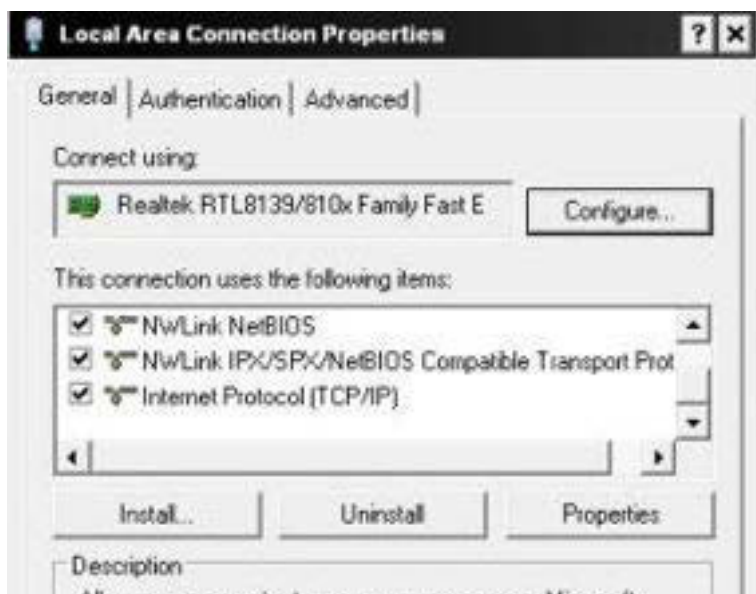 Local Area Connection Properties
General Authentication Advanced
Connect using:
Realtek RTL8139/810x Family Fast E Configure...
This connection uses the following items:
NWLink NetBIOS
NWLink IPX/SPX/NetBIOS Compatible Transport Prot
Internet Protocol (TCP/IP)
Install... Uninstall Properties
Description